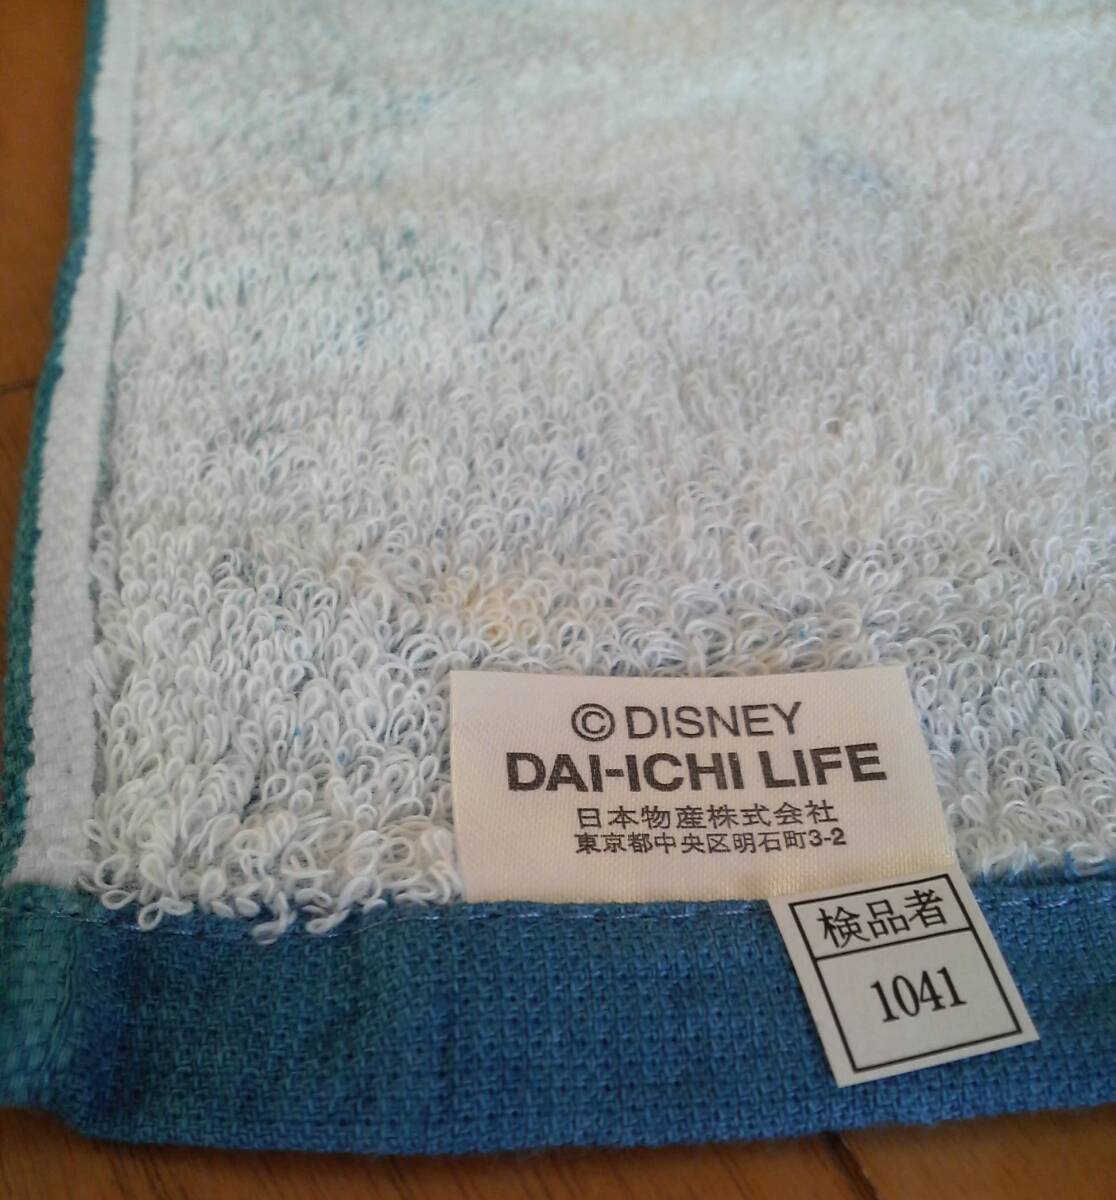 © DISNEY
DAI-ICHI LIFE
日本物産株式会社
東京都中央区明石町3-2
検品者
1041